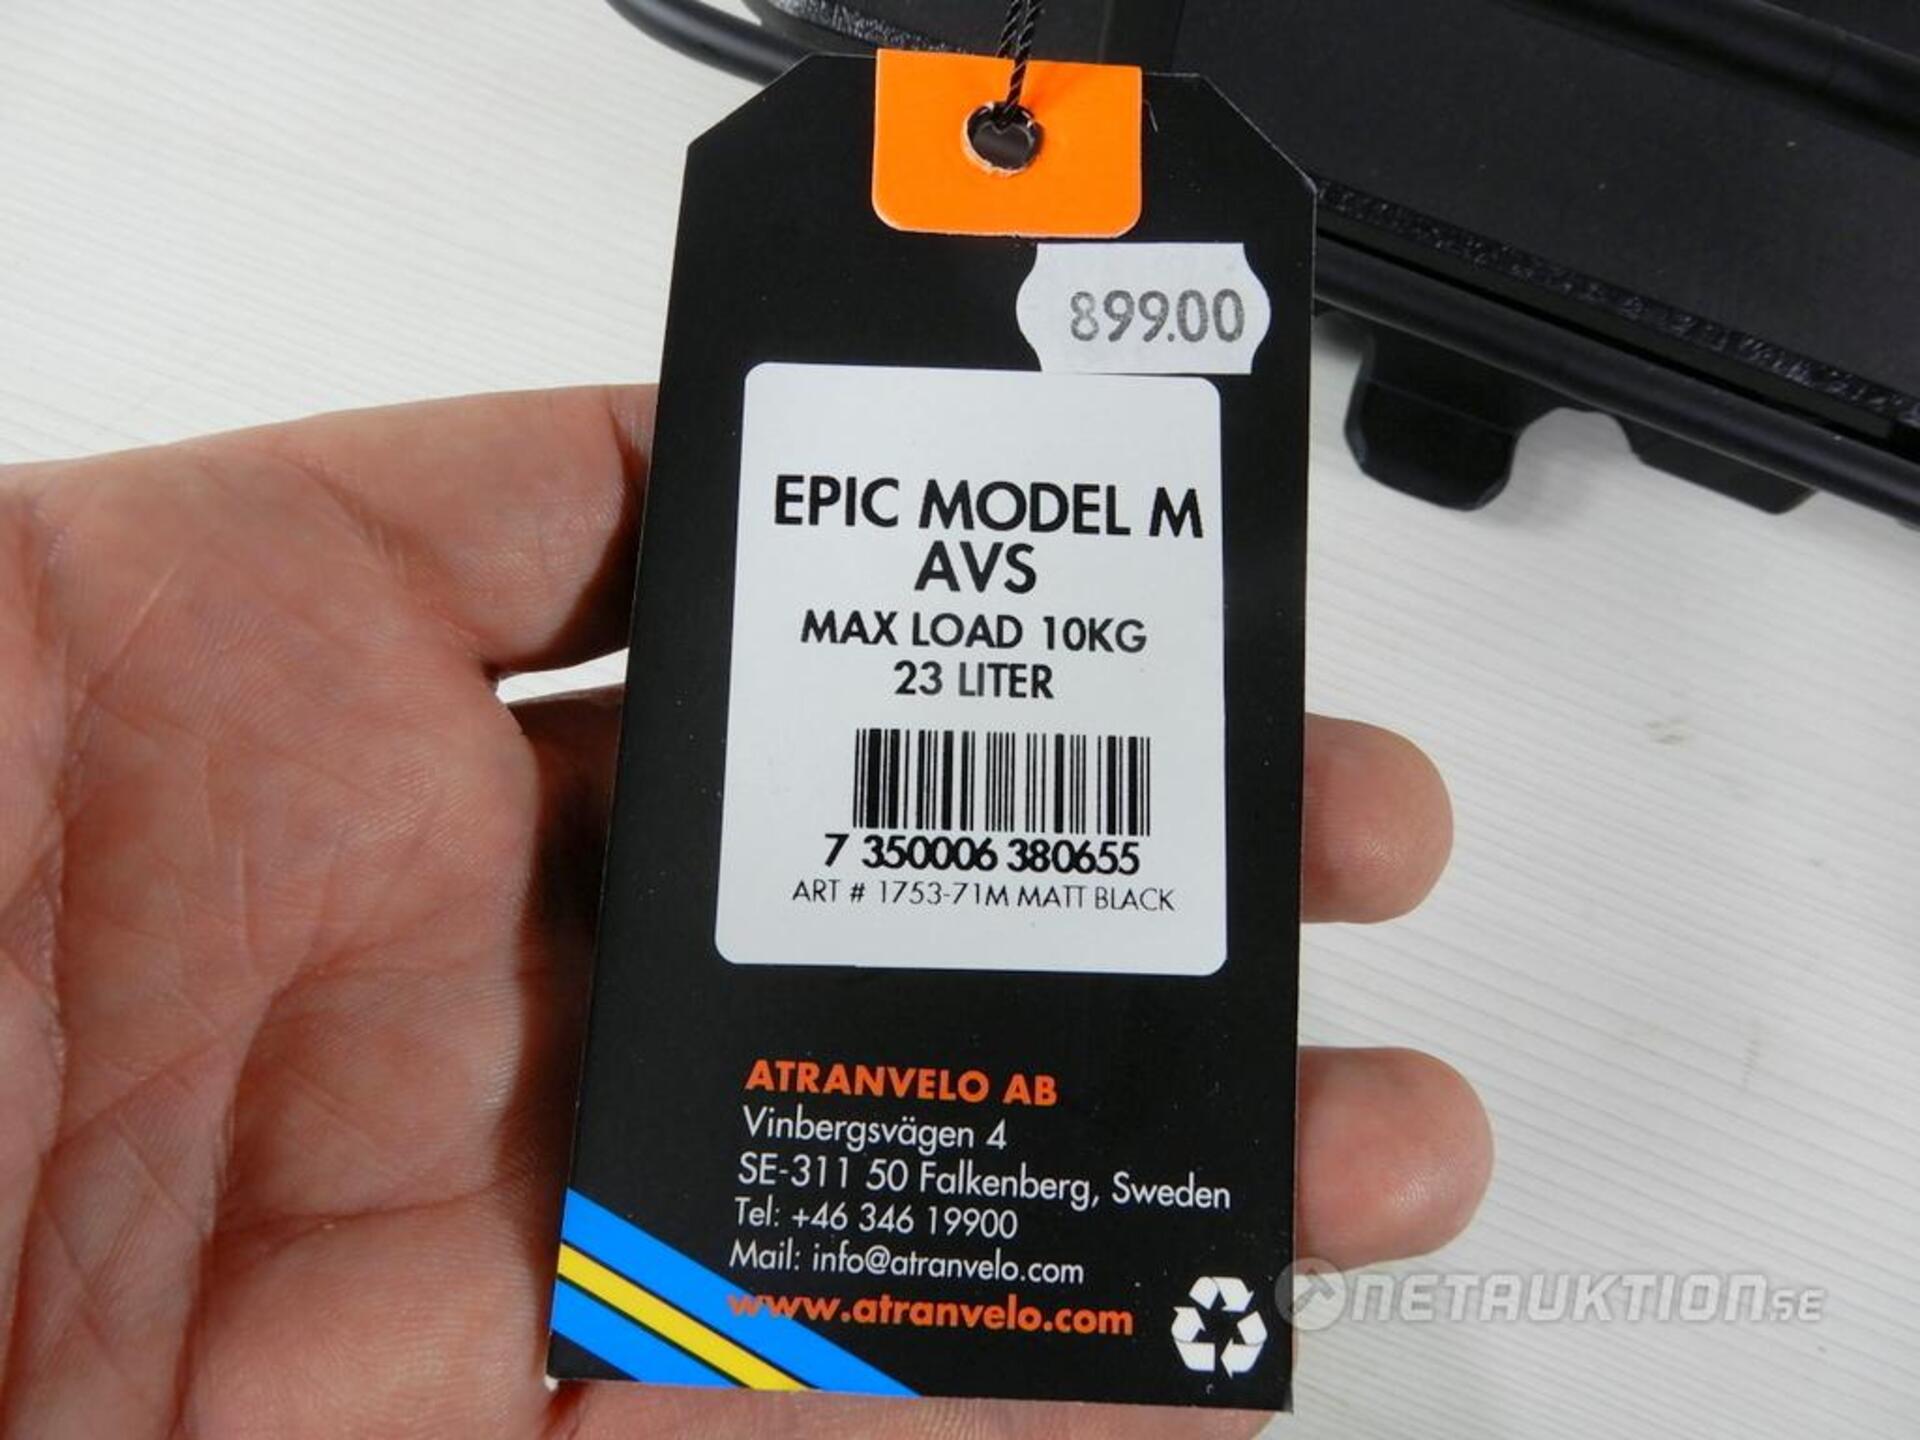 899.00
EPIC MODEL M
AVS
MAX LOAD 10KG
23 LITER
7 350006 380655
ART # 1753-71M MATT BLACK
ATRANVELO AB
Vinbergsvägen 4
SE-311 50 Falkenberg, Sweden
Tel: +46 346 19900
Mail: info@atranvelo.com
www.atranvelo.com
NETAUKTION.SE